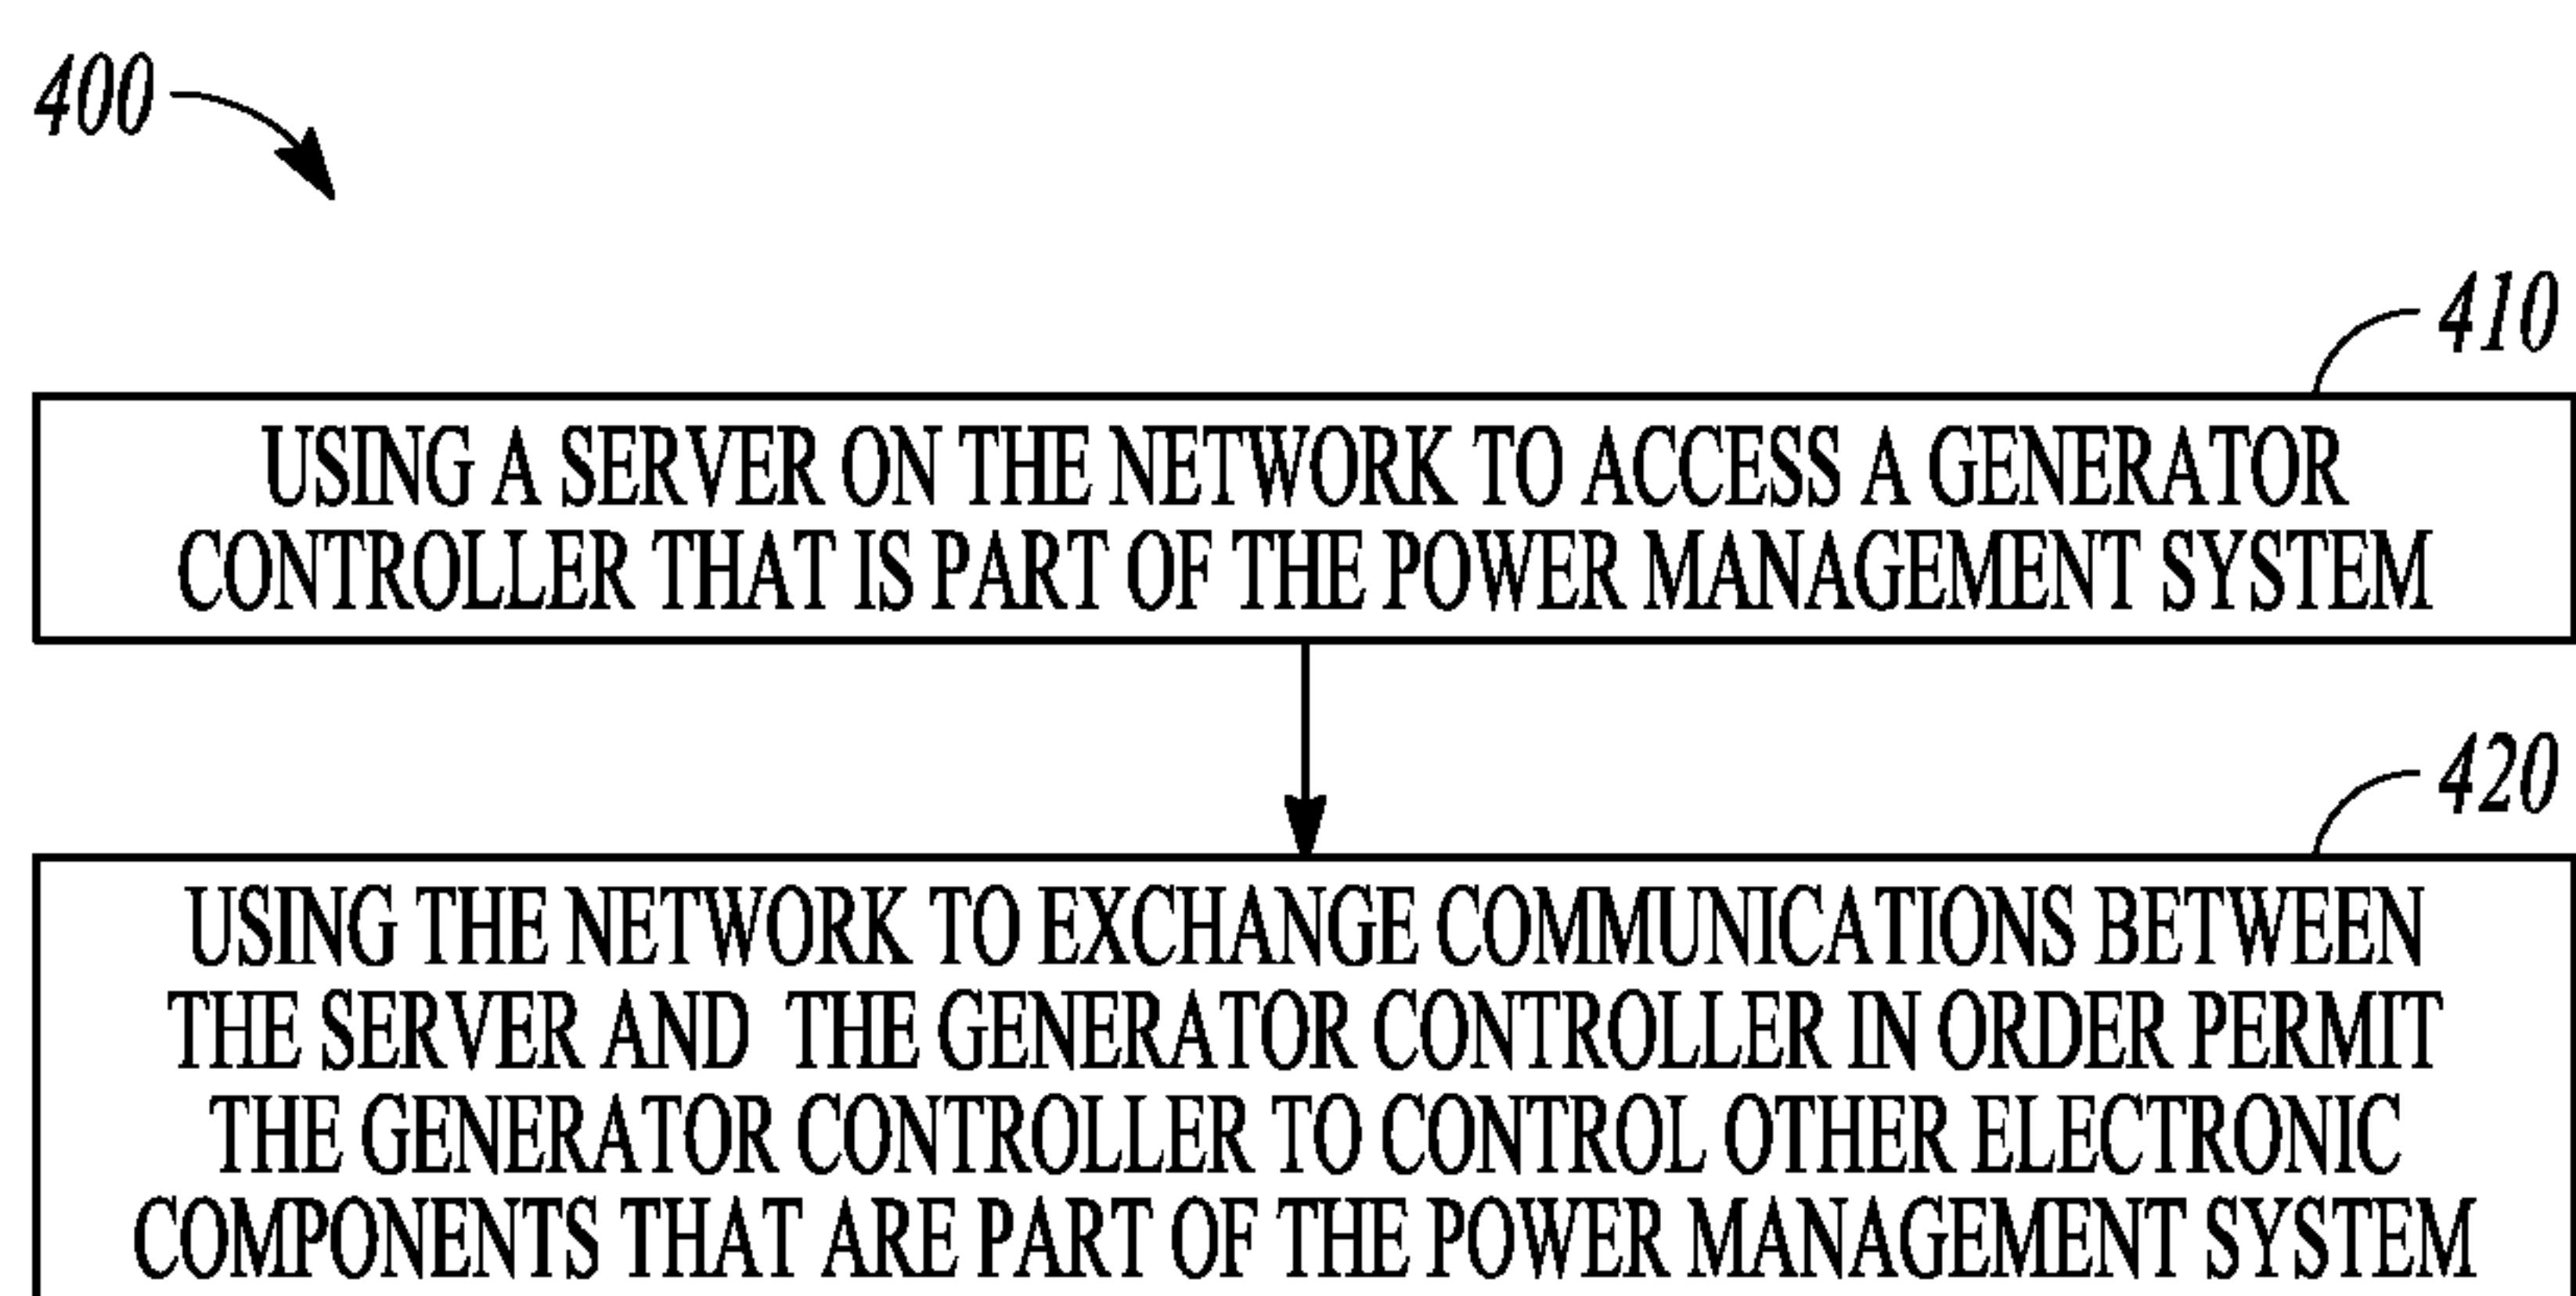 400
410
USING A SERVER ON THE NETWORK TO ACCESS A GENERATOR
CONTROLLER THAT IS PART OF THE POWER MANAGEMENT SYSTEM
420
USING THE NETWORK TO EXCHANGE COMMUNICATIONS BETWEEN
THE SERVER AND THE GENERATOR CONTROLLER IN ORDER PERMIT
THE GENERATOR CONTROLLER TO CONTROL OTHER ELECTRONIC
COMPONENTS THAT ARE PART OF THE POWER MANAGEMENT SYSTEM